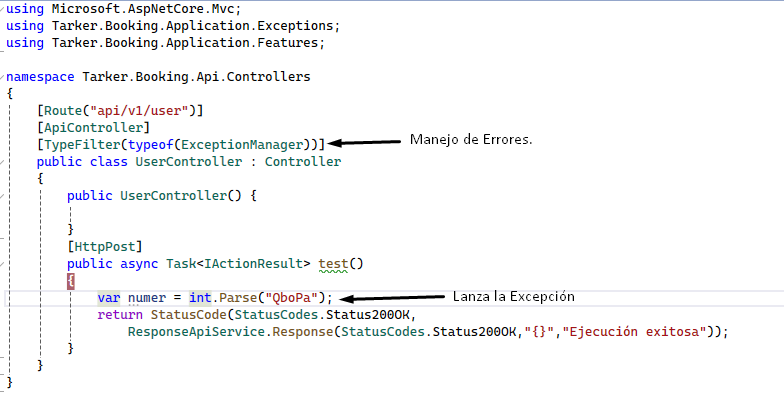 using Microsoft.AspNetCore.Mvc;
using Tarker.Booking.Application.Exceptions;
using Tarker.Booking.Application.Features;

namespace Tarker.Booking.Api.Controllers
{
    [Route("api/v1/user")]
    [ApiController]
    [TypeFilter(typeof(ExceptionManager))] Manejo de Errores.
    public class UserController : Controller
    {
        public UserController() {

        }
        [HttpPost]
        public async Task<IActionResult> test()
        {
            var numer = int.Parse("QboPa"); Lanza la Excepción
            return StatusCode(StatusCodes.Status200OK,
                ResponseApiService.Response(StatusCodes.Status200OK,"{}","Ejecución exitosa"));
        }
    }
}